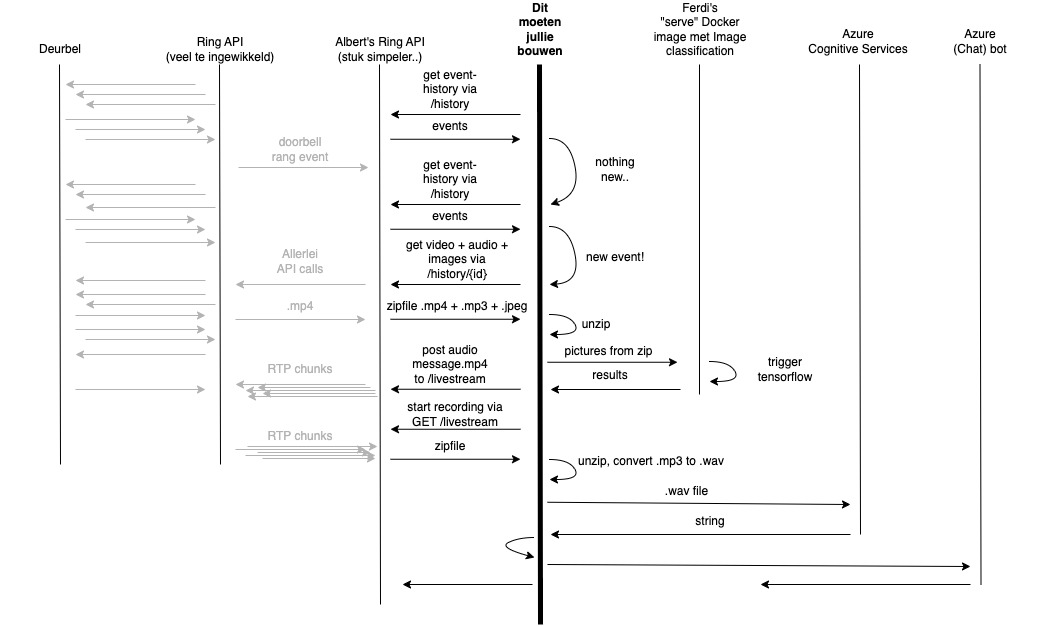 Deurbel
Ring API
(veel te ingewikkeld)
Albert's Ring API
(stuk simpeler..)
Dit
moeten
jullie
bouwen
Ferdi's
"serve" Docker
image met Image
classification
Azure
Cognitive Services
Azure
(Chat) bot
get event-
history via
/history
events
doorbell
rang event
nothing
new..
get event-
history via
/history
events
Allerlei
API calls
get video + audio +
images via
/history/{id}
new event!
.mp4
zipfile .mp4 + .mp3 + .jpeg
unzip
post audio
message.mp4
to /livestream
pictures from zip
trigger
tensorflow
RTP chunks
results
start recording via
GET /livestream
RTP chunks
zipfile
unzip, convert .mp3 to .wav
.wav file
string